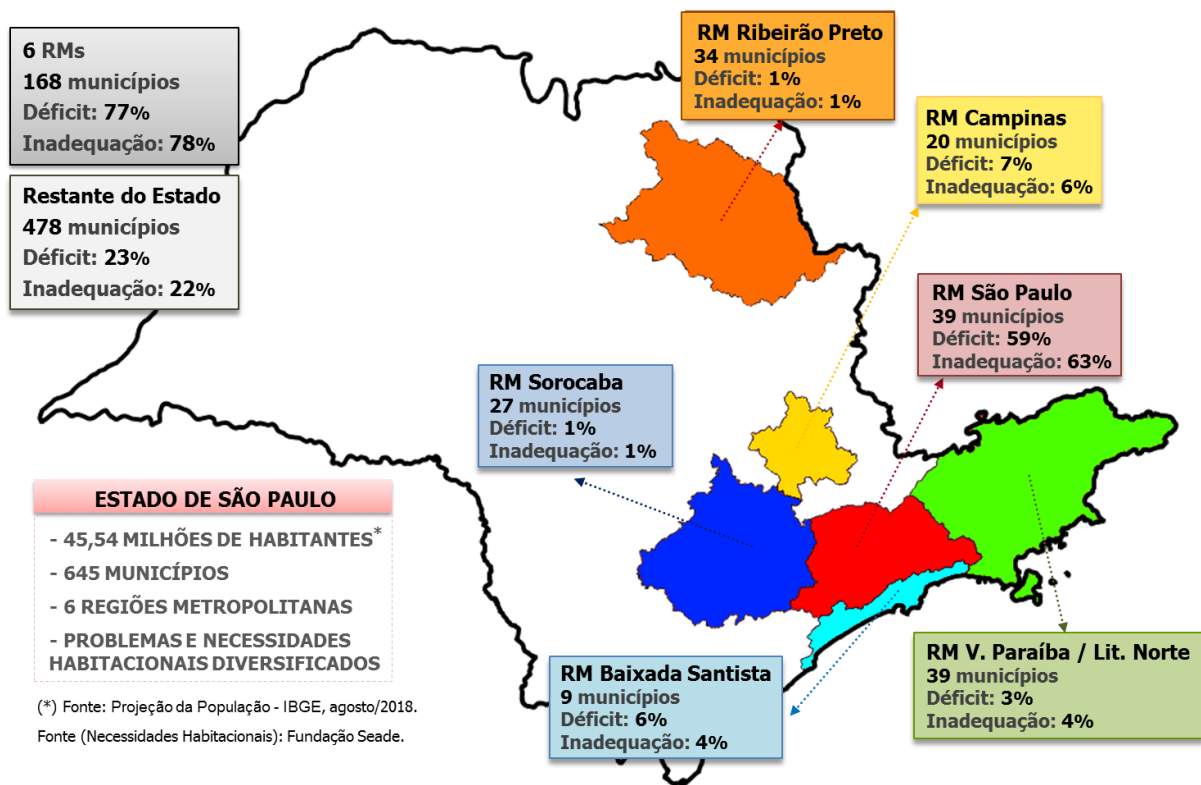 6 RMs
168 municípios
Déficit: 77%
Inadequação: 78%
Restante do Estado
478 municípios
Déficit: 23%
Inadequação: 22%
RM Ribeirão Preto
34 municípios
Déficit: 1%
Inadequação: 1%
RM Campinas
20 municípios
Déficit: 7%
Inadequação: 6%
RM São Paulo
39 municípios
Déficit: 59%
Inadequação: 63%
RM Sorocaba
27 municípios
Déficit: 1%
Inadequação: 1%
ESTADO DE SÃO PAULO
- 45,54 MILHÕES DE HABITANTES*
- 645 MUNICÍPIOS
- 6 REGIÕES METROPOLITANAS
- PROBLEMAS E NECESSIDADES
HABITACIONAIS DIVERSIFICADOS
(*) Fonte: Projeção da População - IBGE, agosto/2018.
Fonte (Necessidades Habitacionais): Fundação Seade.
RM Baixada Santista
9 municípios
Déficit: 6%
Inadequação: 4%
RM V. Paraíba / Lit. Norte
39 municípios
Déficit: 3%
Inadequação: 4%